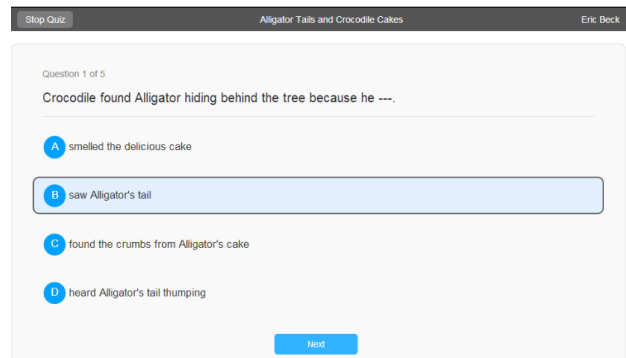 Stop Quiz Alligator Tails and Crocodile Cakes Eric Beck
Question 1 of 5
Crocodile found Alligator hiding behind the tree because he ---.
A smelled the delicious cake
B saw Alligator's tail
C found the crumbs from Alligator's cake
D heard Alligator's tail thumping
Next